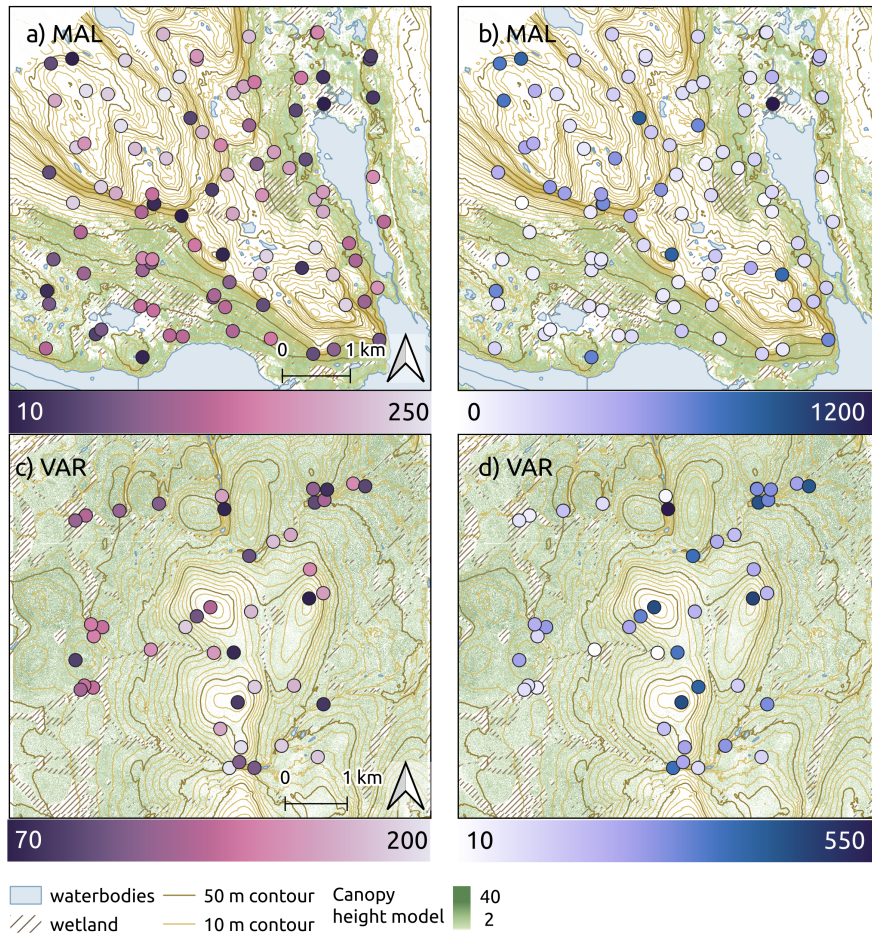 a) MAL
b) MAL
0 1 km
10 250
0 1200
c) VAR
d) VAR
0 1 km
70 200
10 550
waterbodies 50 m contour Canopy height model 40
wetland 10 m contour 2